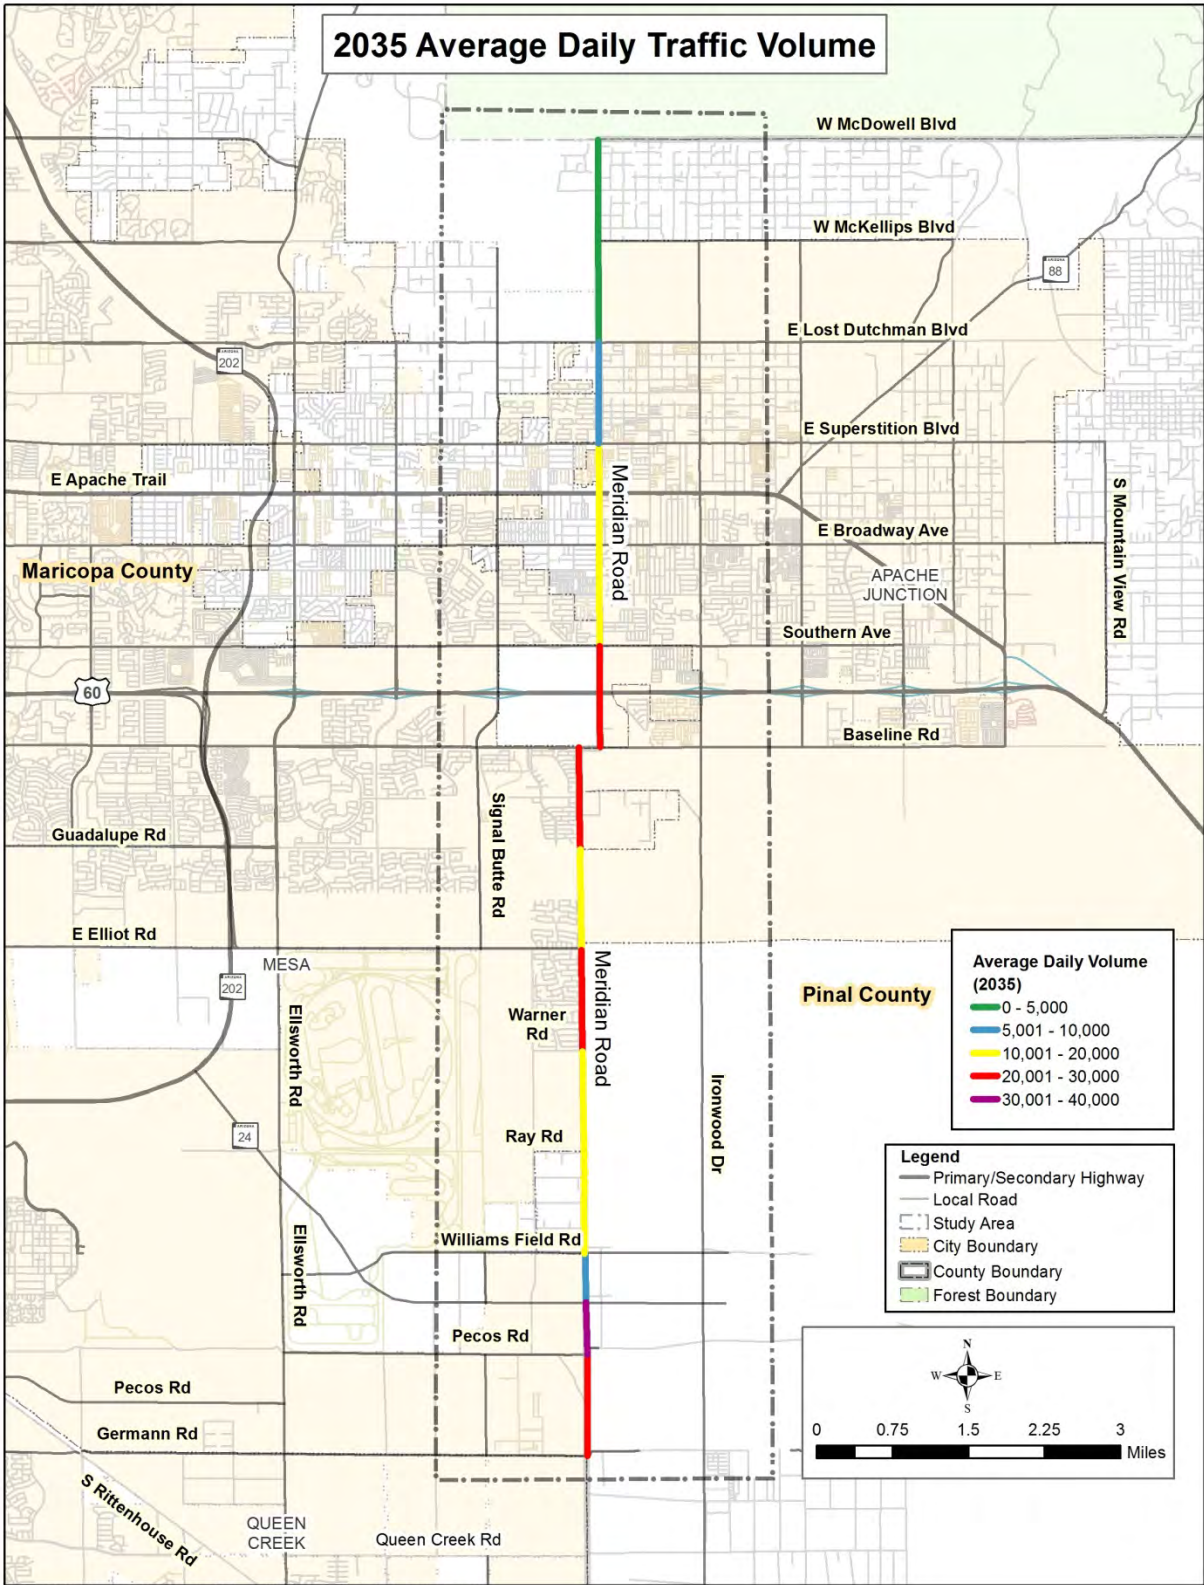 2035 Average Daily Traffic Volume
W McDowell Blvd
W McKellips Blvd
88
E Lost Dutchman Blvd
202
E Superstition Blvd
E Apache Trail
Meridian Road
S Mountain View Rd
E Broadway Ave
Maricopa County
APACHE
JUNCTION
Southern Ave
60
Baseline Rd
Signal Butte Rd
Guadalupe Rd
E Elliot Rd
MESA
202
Meridian Road
Pinal County
Average Daily Volume
(2035)
0 - 5,000
5,001 - 10,000
10,001 - 20,000
20,001 - 30,000
30,001 - 40,000
Warner
Rd
Ellsworth Rd
Ironwood Dr
24
Ray Rd
Legend
Primary/Secondary Highway
Local Road
Study Area
City Boundary
County Boundary
Forest Boundary
Williams Field Rd
Ellsworth Rd
Pecos Rd
N
W
E
S
Pecos Rd
Germann Rd
0
0.75
1.5
2.25
3
Miles
S Rittenhouse Rd
QUEEN
CREEK
Queen Creek Rd